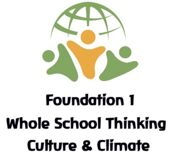 Foundation 1
Whole School Thinking
Culture & Climate